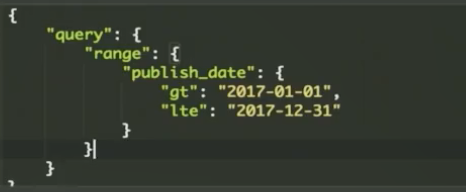 {
"query": {
"range": {
"publish_date": {
"gt": "2017-01-01",
"lte": "2017-12-31"
}
}
}
}